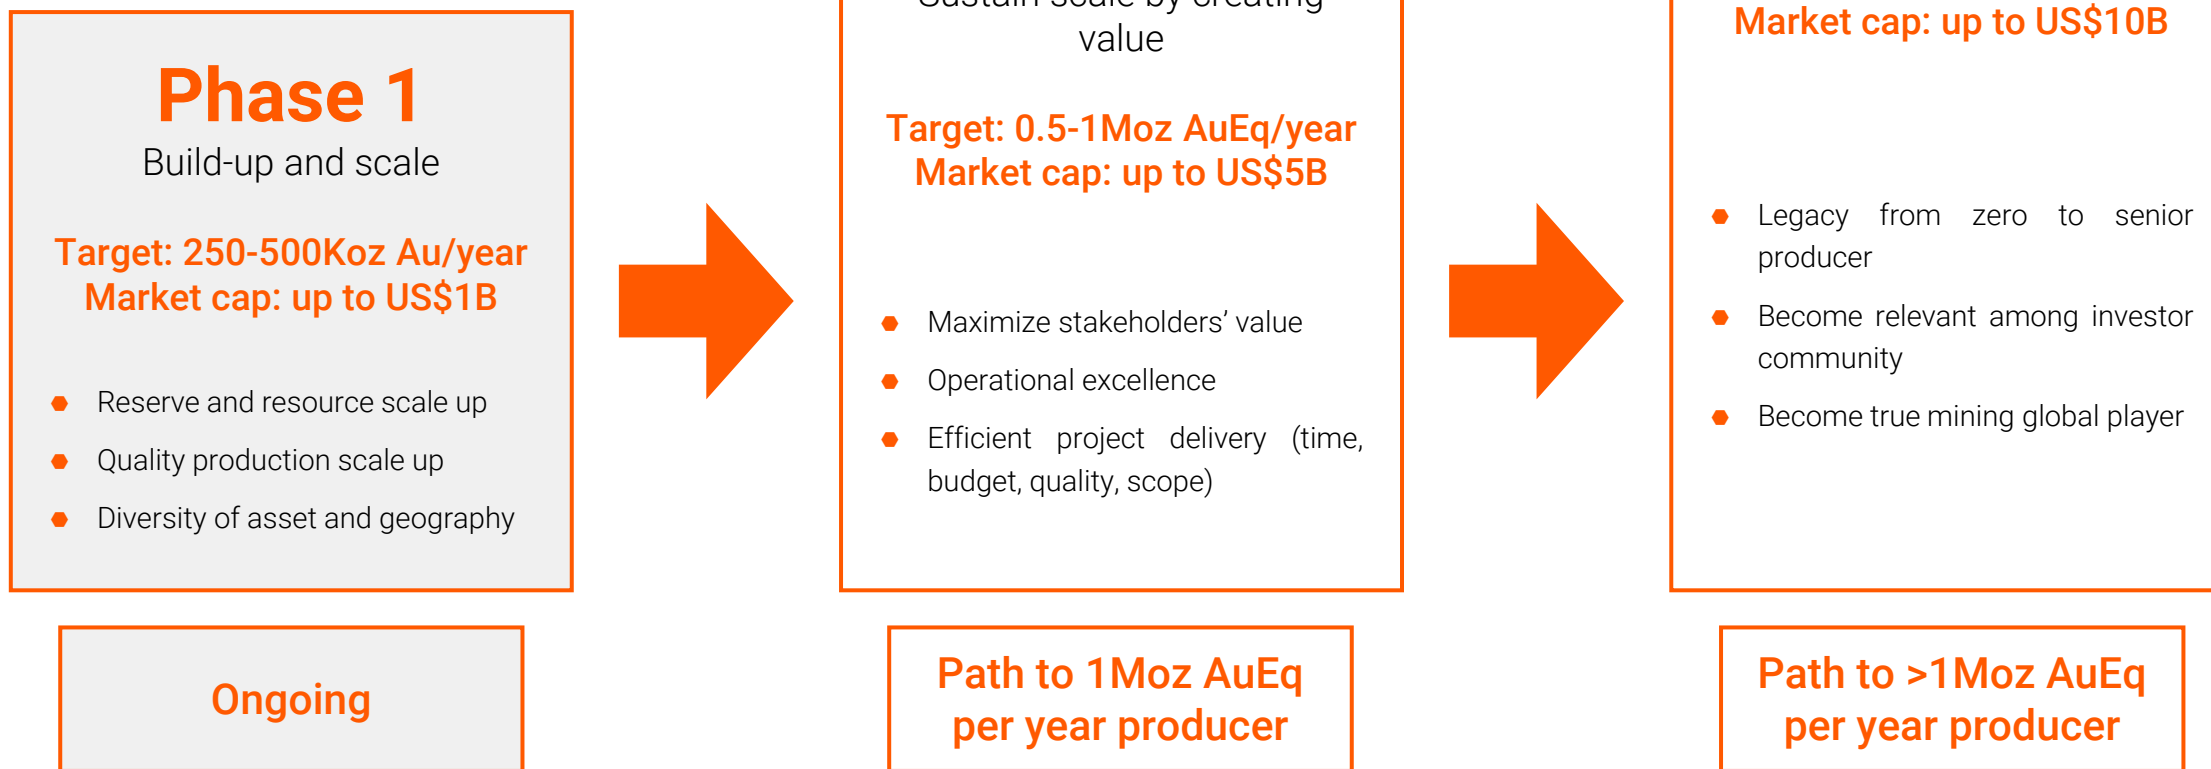 Phase 1
Build-up and scale
Target: 250-500Koz Au/year
Market cap: up to US$1B
Reserve and resource scale up
Quality production scale up
Diversity of asset and geography
Ongoing
Sustain scale by creating
value
Target: 0.5-1Moz AuEq/year
Market cap: up to US$5B
Maximize stakeholders’ value
Operational excellence
Efficient project delivery (time,
budget, quality, scope)
Path to 1Moz AuEq
per year producer
Market cap: up to US$10B
Legacy from zero to senior
producer
Become relevant among investor
community
Become true mining global player
Path to >1Moz AuEq
per year producer